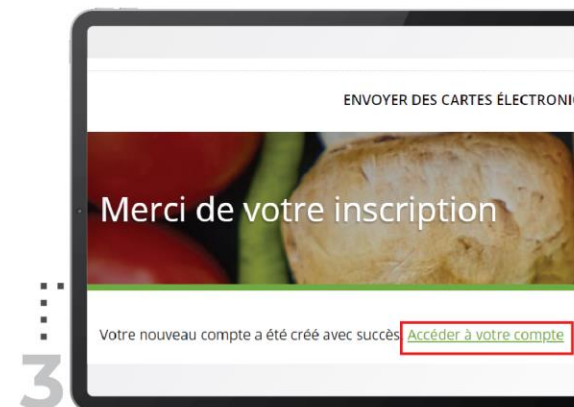 ENVOYER DES CARTES ÉLECTRONI
Merci de votre inscription
Votre nouveau compte a été créé avec succès Accéder à votre compte
3